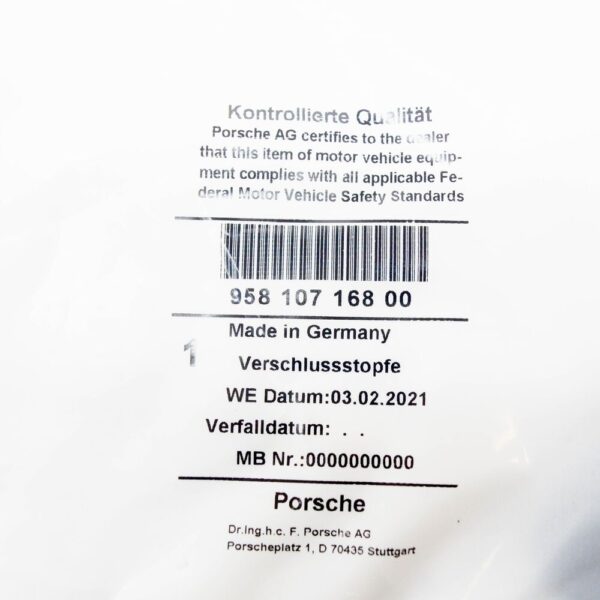 Kontrollierte Qualität
Porsche AG certifies to the dealer
that this item of motor vehicle equip-
ment complies with all applicable Fe-
deral Motor Vehicle Safety Standards
958 107 168 00
Made in Germany
1
Verschlussstopfe
WE Datum:03.02.2021
Verfalldatum: . .
MB Nr.:0000000000
Porsche
Dr.Ing.h.c. F. Porsche AG
Porscheplatz 1, D 70435 Stuttgart